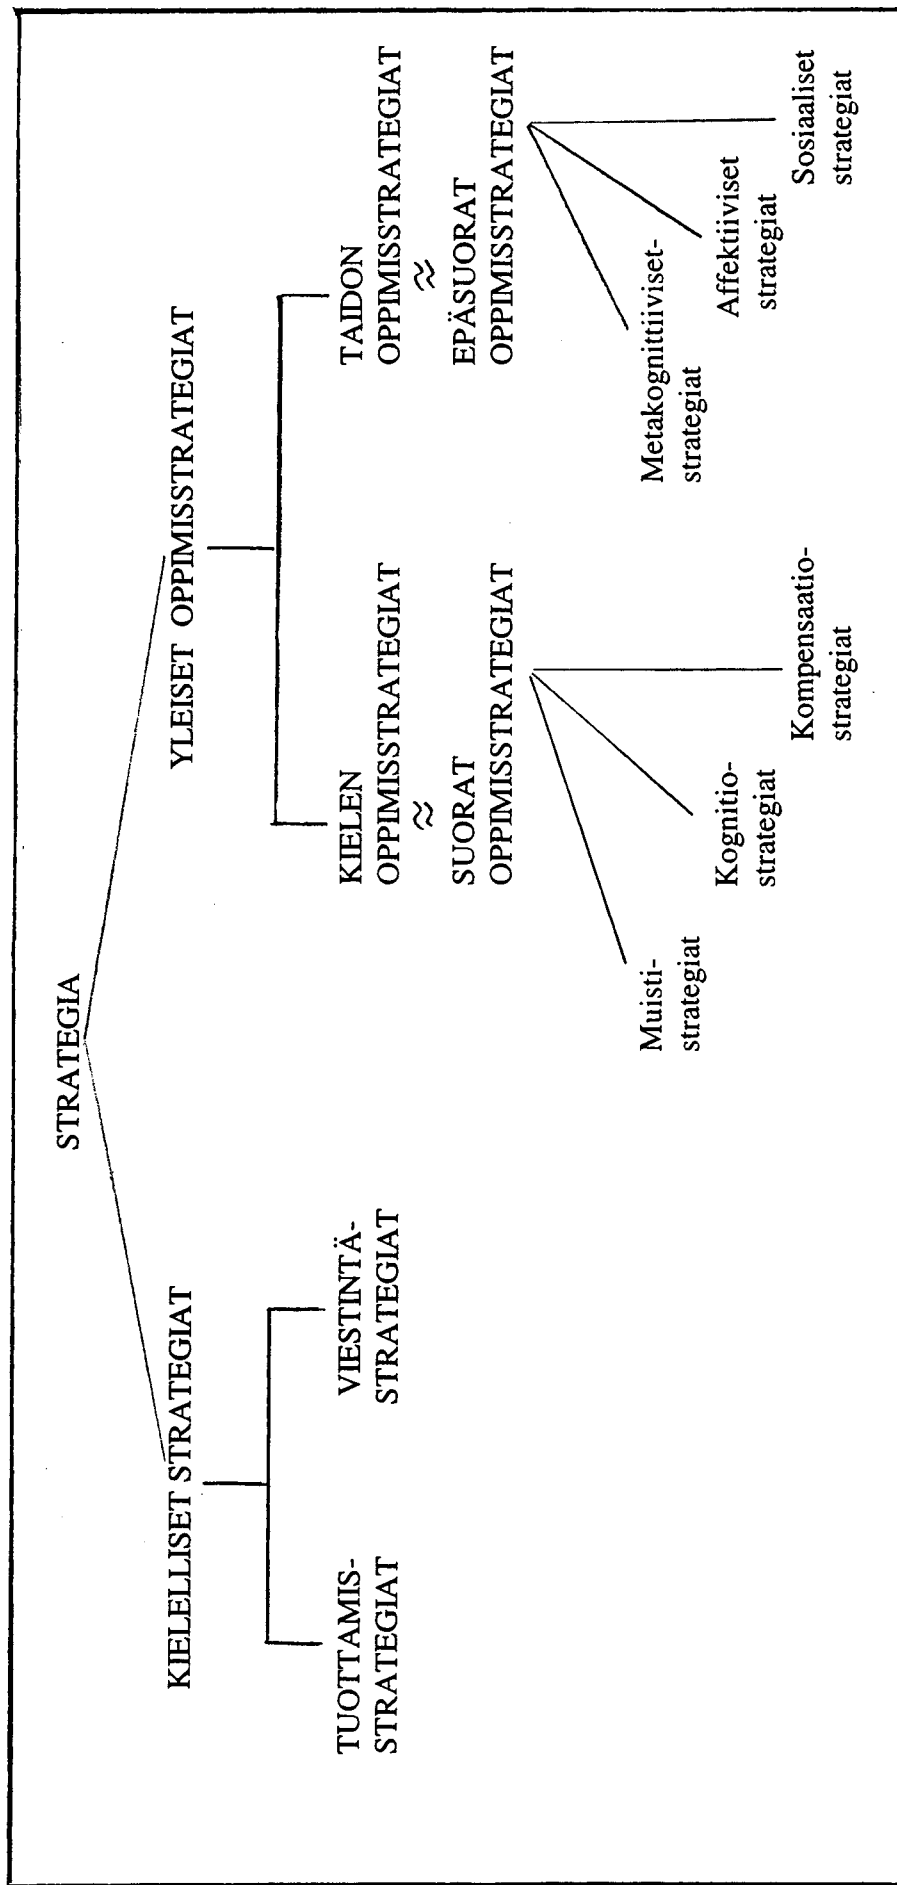 STRATEGIA
KIELELLISET STRATEGIAT
YLEISET OPPIMISSTRATEGIAT
TUOTTAMIS-
STRATEGIAT
VIESTINTÄ-
STRATEGIAT
KIELEN
OPPIMISSTRATEGIAT
≈
SUORAT
OPPIMISSTRATEGIAT
TAIDON
OPPIMISSTRATEGIAT
≈
EPÄSUORAT
OPPIMISSTRATEGIAT
Muisti-
strategiat
Kognitio-
strategiat
Kompensaatio-
strategiat
Metakognittiiviset-
strategiat
Affektiiviset
strategiat
Sosiaaliset
strategiat